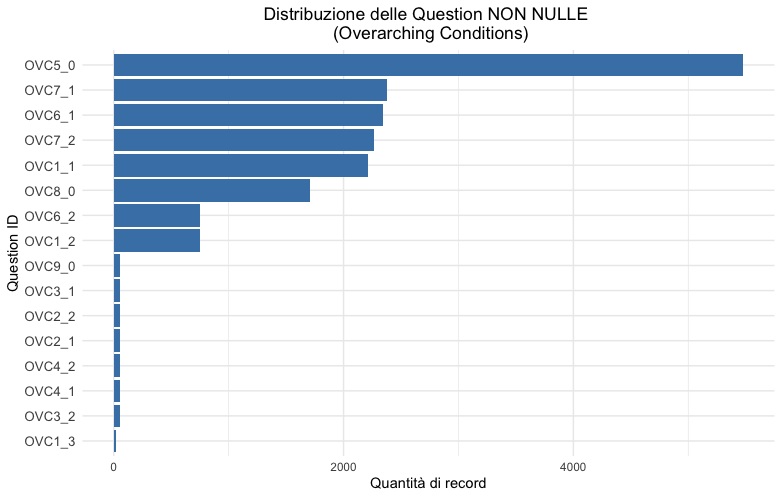 Distribuzione delle Question NON NULLE
(Overarching Conditions)
Question ID
OVC5_0
OVC7_1
OVC6_1
OVC7_2
OVC1_1
OVC8_0
OVC6_2
OVC1_2
OVC9_0
OVC3_1
OVC2_2
OVC2_1
OVC4_2
OVC4_1
OVC3_2
OVC1_3
0 2000 4000
Quantità di record